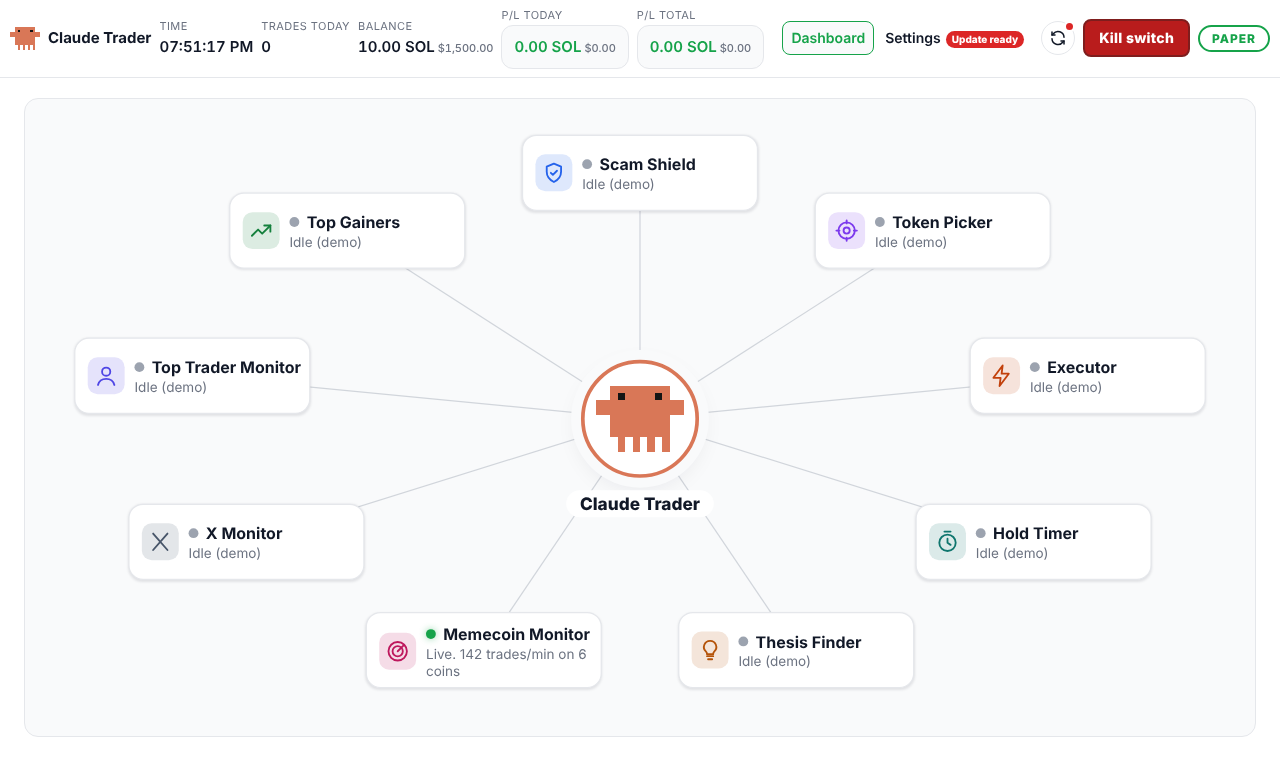 Claude Trader
TIME
07:51:17 PM
TRADES TODAY
0
BALANCE
10.00 SOL $1,500.00
P/L TODAY
0.00 SOL $0.00
P/L TOTAL
0.00 SOL $0.00
Dashboard
Settings
Update ready
Kill switch
PAPER
Scam Shield
Idle (demo)
Top Gainers
Idle (demo)
Token Picker
Idle (demo)
Top Trader Monitor
Idle (demo)
Executor
Idle (demo)
Claude Trader
X Monitor
Idle (demo)
Hold Timer
Idle (demo)
Memecoin Monitor
Live. 142 trades/min on 6
coins
Thesis Finder
Idle (demo)